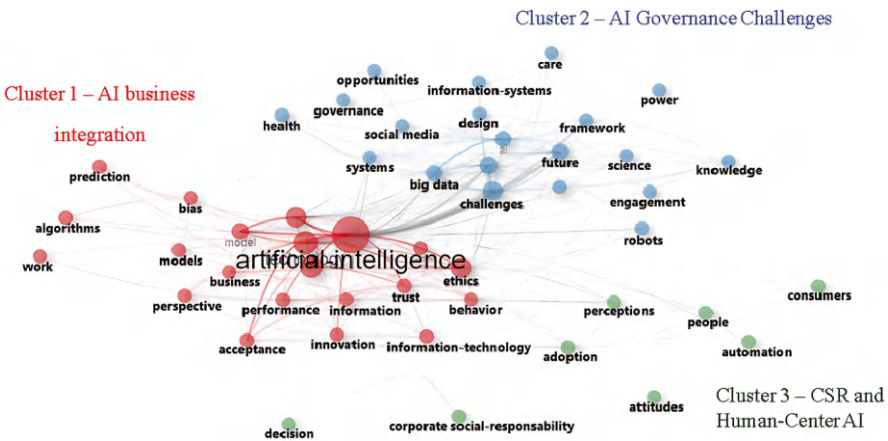 Cluster 2 – AI Governance Challenges
care
opportunities
information-systems
Cluster 1 – AI business
integration
governance
power
health
social media
design
framework
ai
systems
future
science
knowledge
prediction
big data
bias
challenges
engagement
algorithms
model
robots
work
models
artificial-intelligence
business
ethics
trust
consumers
perspective
performance
information
behavior
perceptions
people
acceptance
innovation
information-technology
adoption
automation
Cluster 3 – CSR and
Human-Center AI
attitudes
decision
corporate social-responsability